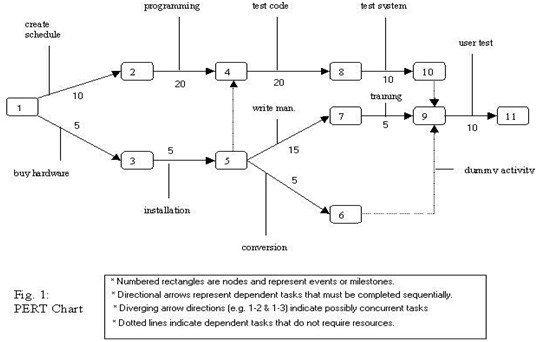 programming
test code
test system
create
schedule
user test
2
4
8
10
20
20
10
10
1
write man.
training
7
9
11
5
5
10
15
buy hardware
5
3
5
5
dummy activity
6
installation
conversion
Fig. 1:
PERT Chart
* Numbered rectangles are nodes and represent events or milestones.
* Directional arrows represent dependent tasks that must be completed sequentially.
* Diverging arrow directions (e.g. 1-2 & 1-3) indicate possibly concurrent tasks
* Dotted lines indicate dependent tasks that do not require resources.